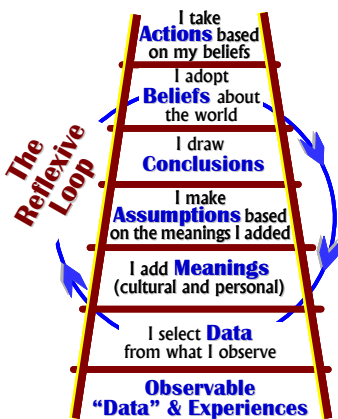 I take
Actions based
on my beliefs
I adopt
Beliefs about
the world
I draw
Conclusions
I make
Assumptions based
on the meanings I added
I add Meanings
(cultural and personal)
I select Data
from what I observe
Observable
“Data” & Experiences
The
Reflexive
Loop